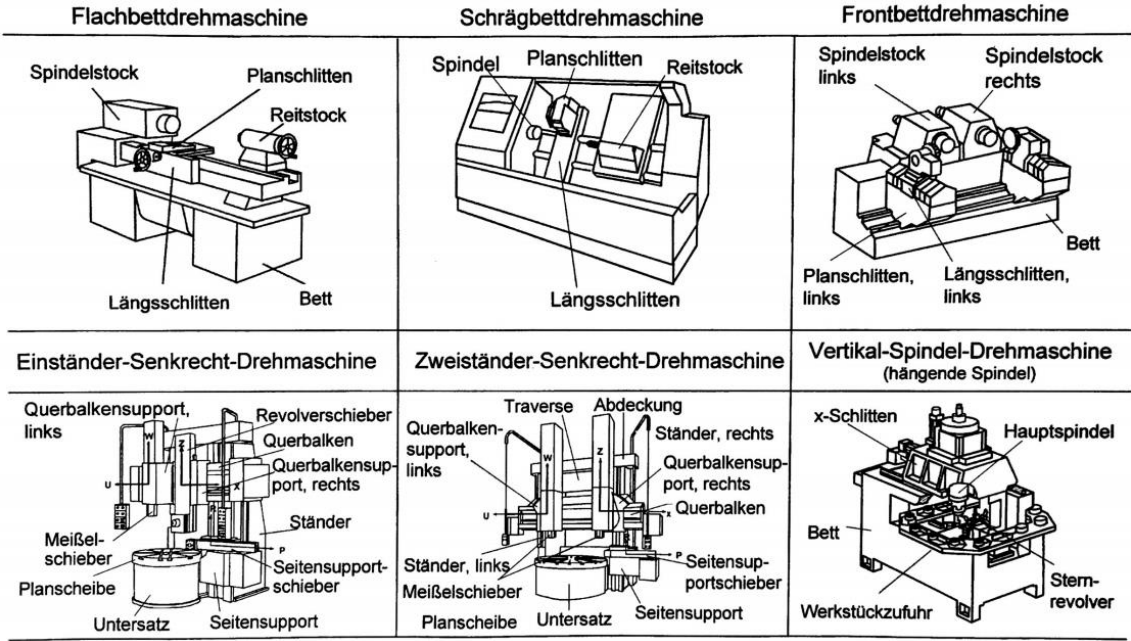 Flachbettdrehmaschine
Spindelstock
Planschlitten
Reitstock
Längsschlitten
Bett
Schrägbettdrehmaschine
Spindel
Planschlitten
Reitstock
Längsschlitten
Frontbettdrehmaschine
Spindelstock
links
Spindelstock
rechts
Bett
Planschlitten,
links
Längsschlitten,
links
Einständer-Senkrecht-Drehmaschine
Querbalkensupport,
links
Revolverschieber
Querbalken
Querbalkensup-
port, rechts
Ständer
W
Z
U
X
R
P
Meißel-
schieber
Planscheibe
Untersatz
Seitensupport-
schieber
Seitensupport
Zweiständer-Senkrecht-Drehmaschine
Traverse
Abdeckung
Querbalken-
support,
links
Ständer, rechts
Querbalkensup-
port, rechts
Querbalken
W
Z
U
X
P
Ständer, links
Meißelschieber
Planscheibe
Untersatz
Seitensup-
portschieber
Seitensupport
Vertikal-Spindel-Drehmaschine
(hängende Spindel)
x-Schlitten
Hauptspindel
Bett
Werkstückzufuhr
Stern-
revolver